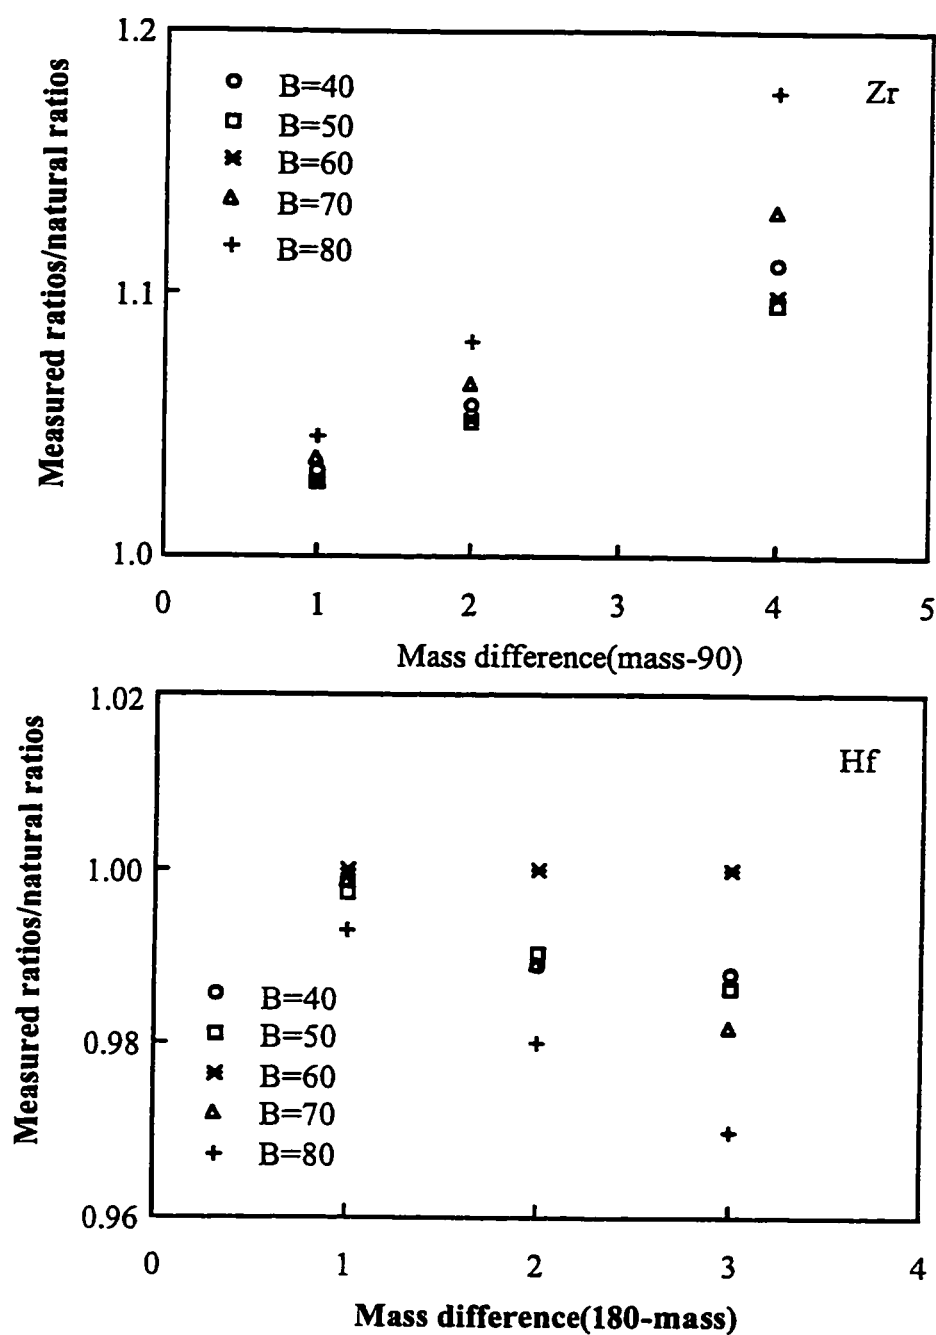 1.2
Zr
B=40
B=50
B=60
B=70
B=80
Measured ratios/natural ratios
1.1
1.0
0 1 2 3 4 5
Mass difference(mass-90)
1.02
Hf
Measured ratios/natural ratios
1.00
B=40
B=50
0.98
B=60
B=70
B=80
0.96
0 1 2 3 4
Mass difference(180-mass)